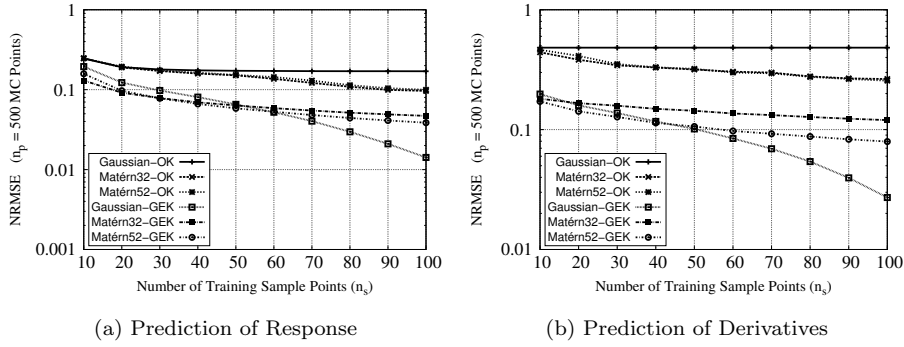 1
0.1
0.01
0.001
NRMSE (nₚ = 500 MC Points)
Gaussian−OK
Matérn32−OK
Matérn52−OK
Gaussian−GEK
Matérn32−GEK
Matérn52−GEK
10 20 30 40 50 60 70 80 90 100
Number of Training Sample Points (nₛ)
(a) Prediction of Response
1
0.1
0.01
NRMSE (nₚ = 500 MC Points)
Gaussian−OK
Matérn32−OK
Matérn52−OK
Gaussian−GEK
Matérn32−GEK
Matérn52−GEK
10 20 30 40 50 60 70 80 90 100
Number of Training Sample Points (nₛ)
(b) Prediction of Derivatives